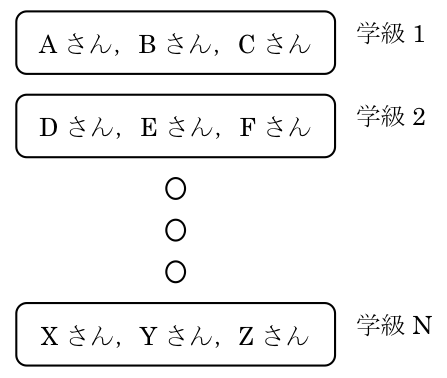 A さん, B さん, C さん 学級 1
D さん, E さん, F さん 学級 2
X さん, Y さん, Z さん 学級 N